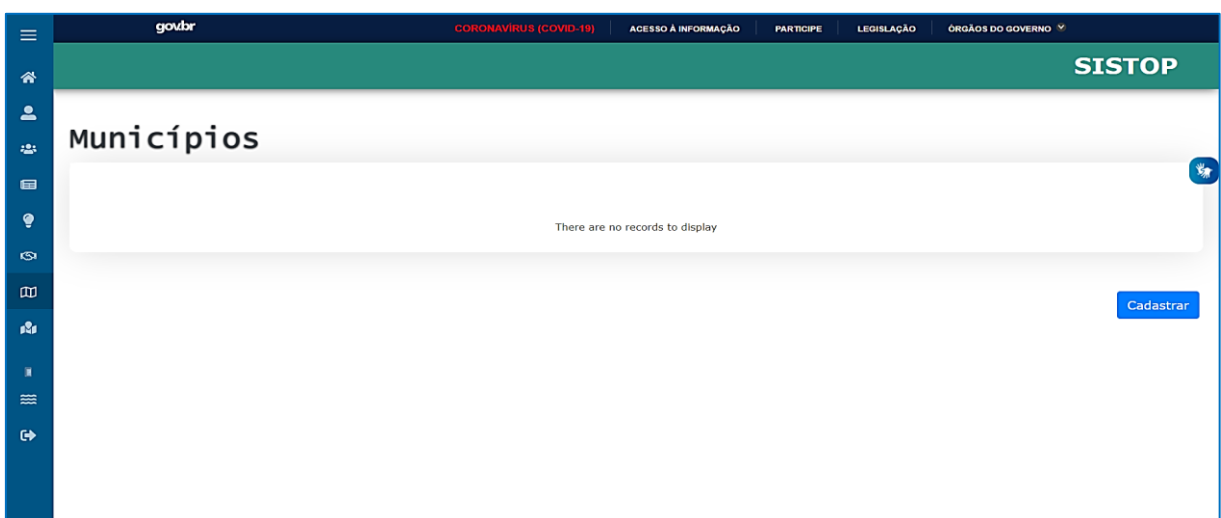 gov.br CORONAVÍRUS (COVID-19) ACESSO À INFORMAÇÃO PARTICIPE LEGISLAÇÃO ÓRGÃOS DO GOVERNO
SISTOP
Municípios
There are no records to display
Cadastrar